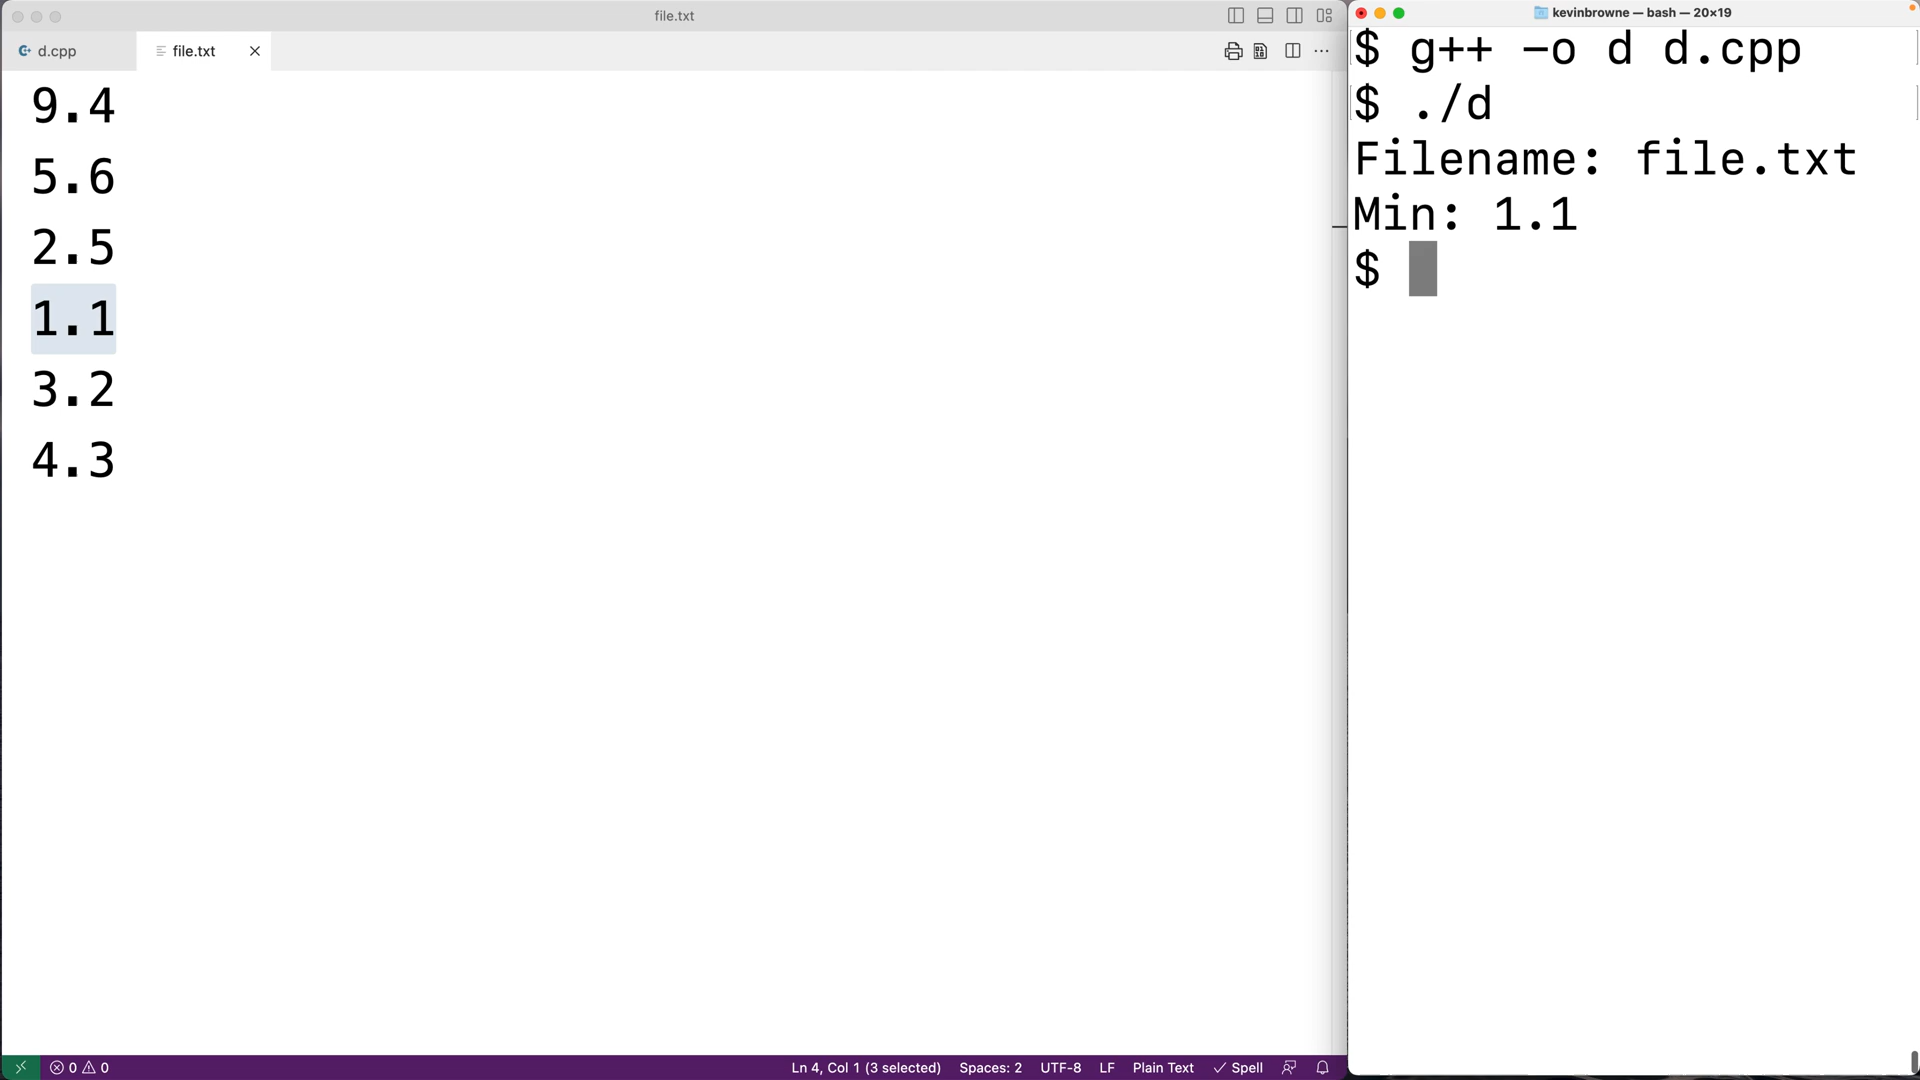 file.txt
d.cpp
file.txt
9.4
5.6
2.5
1.1
3.2
4.3
0 0
Ln 4, Col 1 (3 selected) Spaces: 2 UTF-8 LF Plain Text Spell
kevinbrowne — bash — 20×19
$ g++ -o d d.cpp
$ ./d
Filename: file.txt
Min: 1.1
$